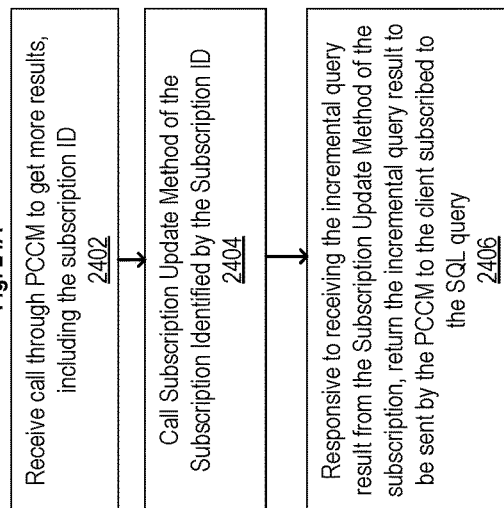 Receive call through PCCM to get more results,
including the subscription ID
2402
Call Subscription Update Method of the
Subscription Identified by the Subscription ID
2404
Responsive to receiving the incremental query
result from the Subscription Update Method of the
subscription, return the incremental query result to
be sent by the PCCM to the client subscribed to
the SQL query
2406